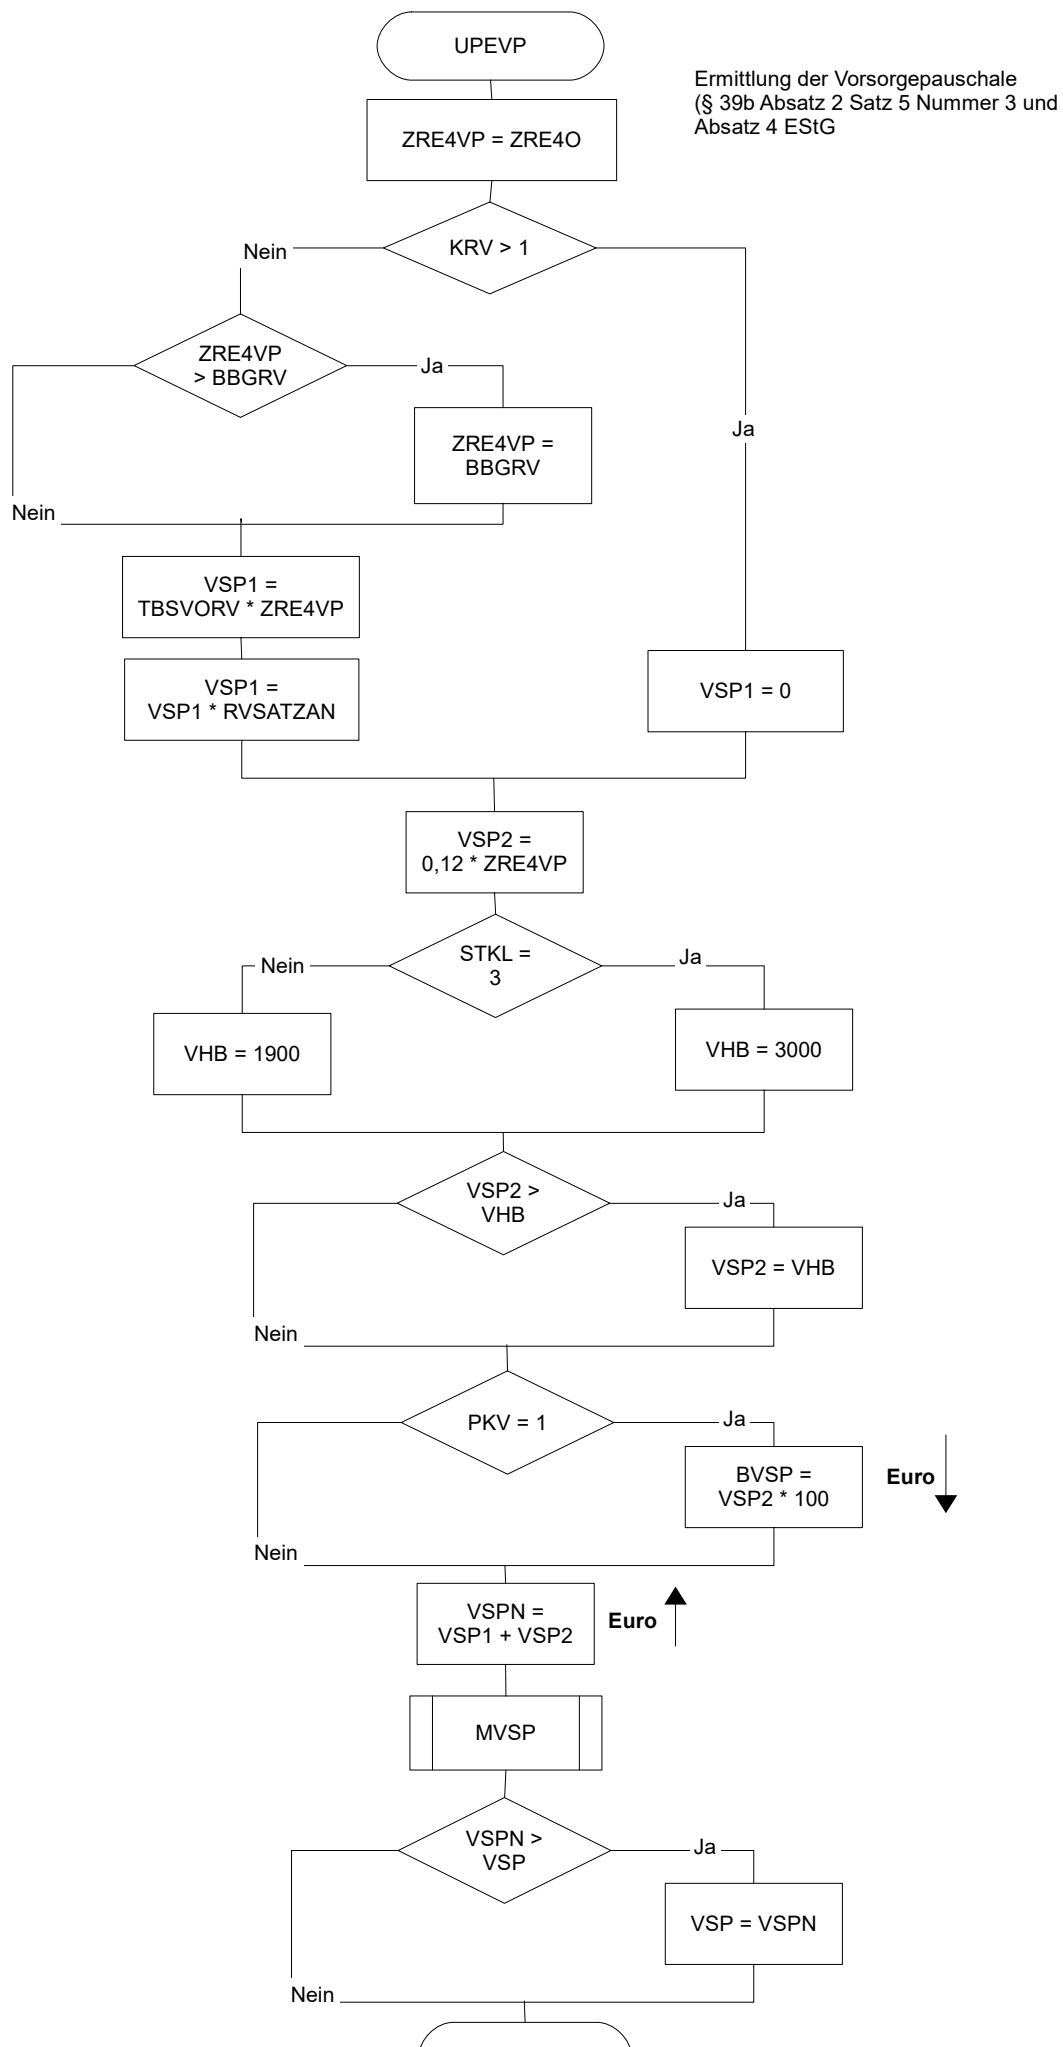 UPEVP
Ermittlung der Vorsorgepauschale
(§ 39b Absatz 2 Satz 5 Nummer 3 und
Absatz 4 EStG
ZRE4VP = ZRE4O
KRV > 1
Nein
ZRE4VP
> BBGRV
Ja
Ja
ZRE4VP =
BBGRV
Nein
VSP1 =
TBSVORV * ZRE4VP
VSP1 =
VSP1 * RVSATZAN
VSP1 = 0
VSP2 =
0,12 * ZRE4VP
STKL =
3
Nein
Ja
VHB = 1900
VHB = 3000
VSP2 >
VHB
Ja
VSP2 = VHB
Nein
PKV = 1
Ja
BVSP =
VSP2 * 100
Euro
Nein
VSPN =
VSP1 + VSP2
Euro
MVSP
VSPN >
VSP
Ja
VSP = VSPN
Nein